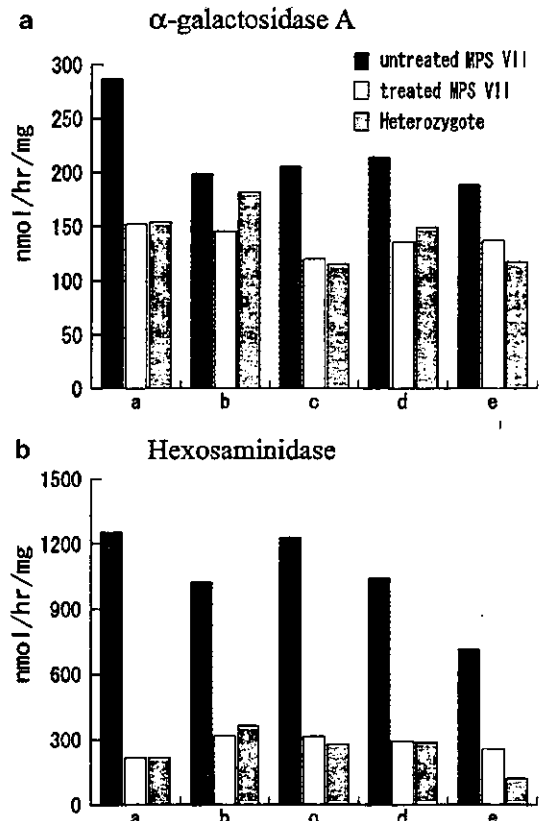 a
α-galactosidase A
untreated MPS VII
treated MPS VII
Heterozygote
nmol/hr/mg
300
250
200
150
100
50
0
a b c d e
b
Hexosaminidase
nmol/hr/mg
1500
1200
900
600
300
0
a b c d e